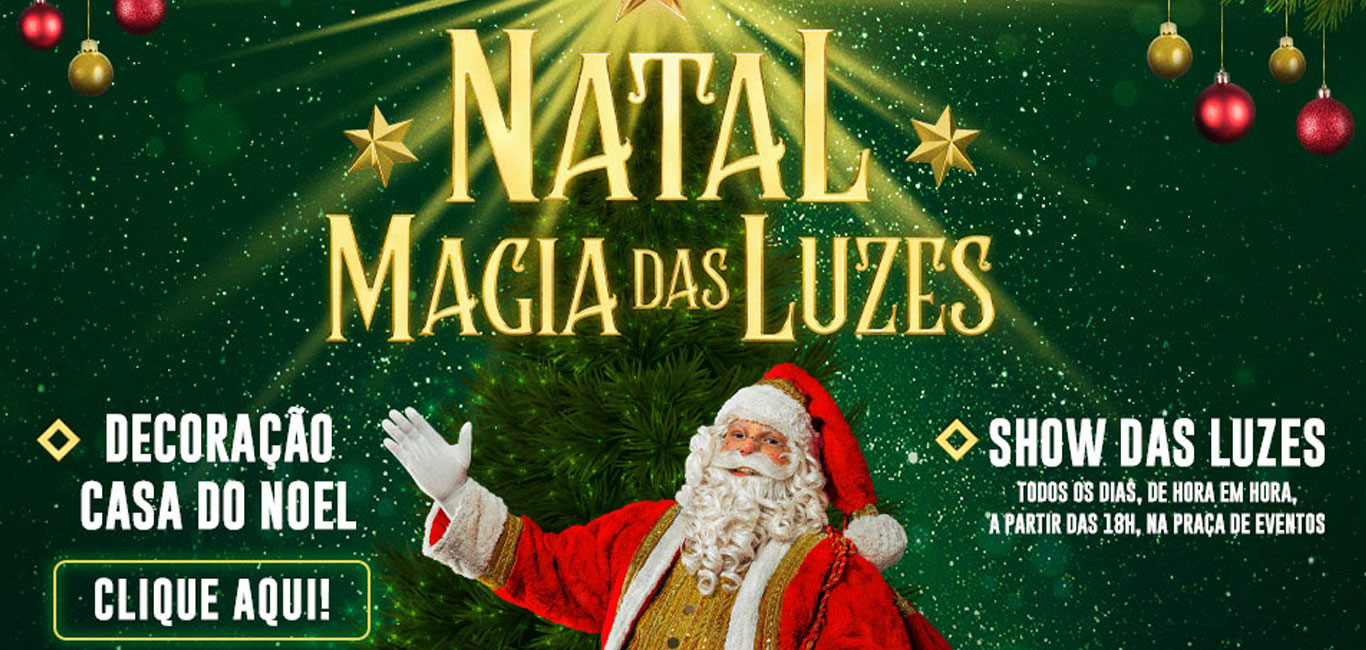 NATAL
MAGIA DAS LUZES
DECORAÇÃO
CASA DO NOEL
CLIQUE AQUI!
SHOW DAS LUZES
TODOS OS DIAS, DE HORA EM HORA,
A PARTIR DAS 18H, NA PRAÇA DE EVENTOS